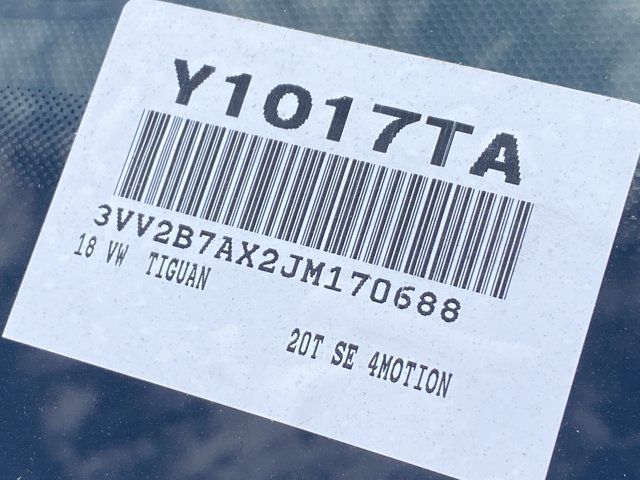 Y1017TA
3VV2B7AX2JM170688
18 VW TIGUAN
20T SE 4MOTION